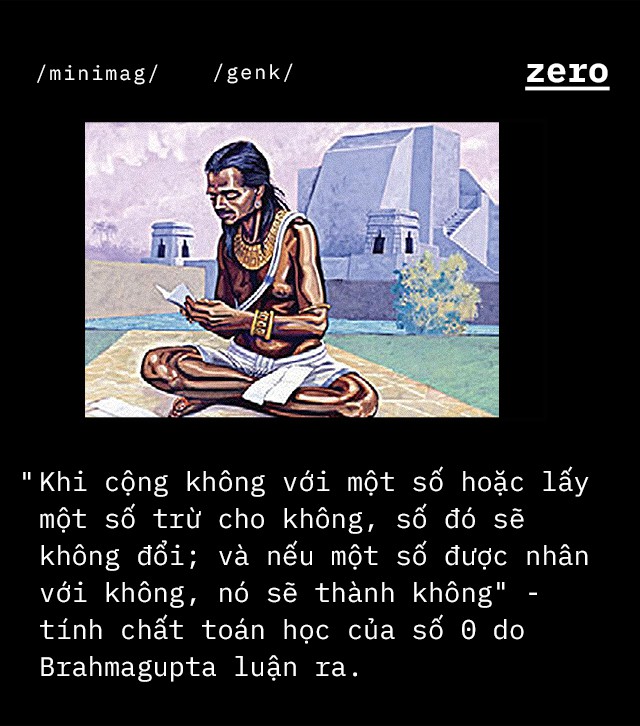 /minimag/ /genk/ zero
"Khi cộng không với một số hoặc lấy
một số trừ cho không, số đó sẽ
không đổi; và nếu một số được nhân
với không, nó sẽ thành không" -
tính chất toán học của số 0 do
Brahmagupta luận ra.